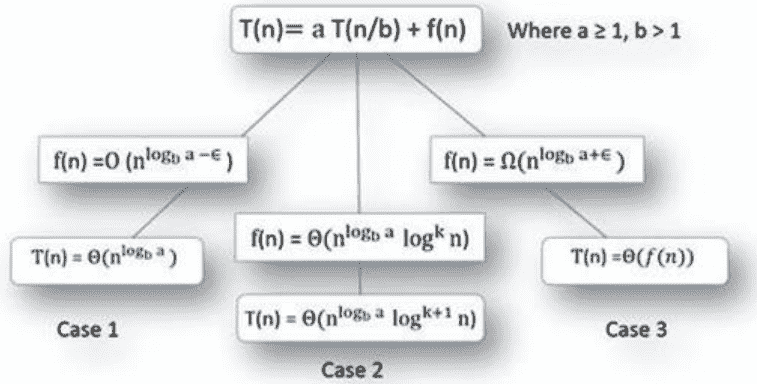 T(n)= a T(n/b) + f(n)
Where a ≥ 1, b > 1
f(n) =O (n^{log_b a −ϵ} )
f(n) = Ω(n^{log_b a+ϵ} )
f(n) = Θ(n^{log_b a} log^k n)
T(n) = Θ(n^{log_b a} )
T(n) =Θ(f(n))
T(n) = Θ(n^{log_b a} log^{k+1} n)
Case 1
Case 3
Case 2